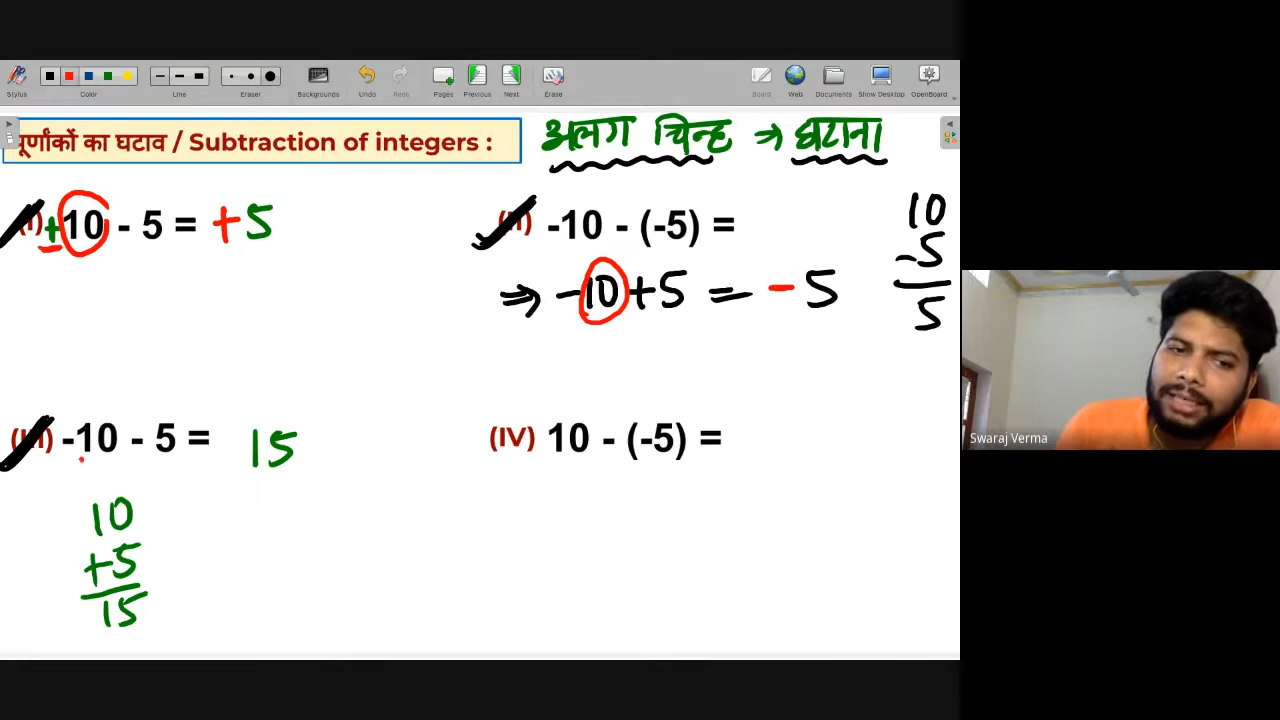 Stylus Color Line Eraser Backgrounds Undo Redo Pages Previous Next Erase Board Web Documents Show Desktop OpenBoard
पूर्णांकों का घटाव / Subtraction of integers :
अलग चिन्ह → घटाना
(I) +10 - 5 = +5
(II) -10 - (-5) =
⇒ -10 + 5 = - 5
10
-5
5
(III) -10 - 5 = 15
10
+5
15
(IV) 10 - (-5) =
Swaraj Verma